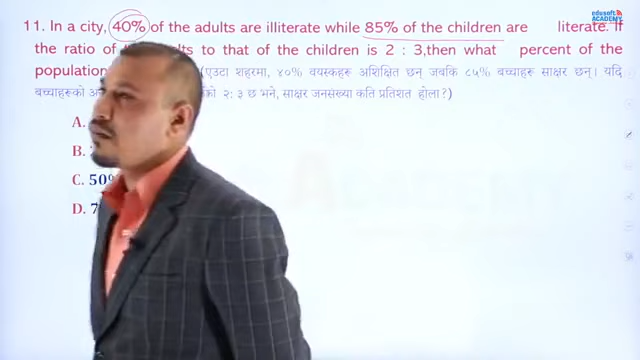 edusoft
ACADEMY
11. In a city, 40% of the adults are illiterate while 85% of the children are literate. If
the ratio of to that of the children is 2 : 3,then what percent of the
population (एउटा शहरमा, ४०% वयस्कहरू अशिक्षित छन् जबकि ८५% बच्चाहरू साक्षर छन्। यदि
बच्चाहरूको २: ३ छ भने, साक्षर जनसंख्या कति प्रतिशत होला?)
A.
B.
C. 50%
D. 7